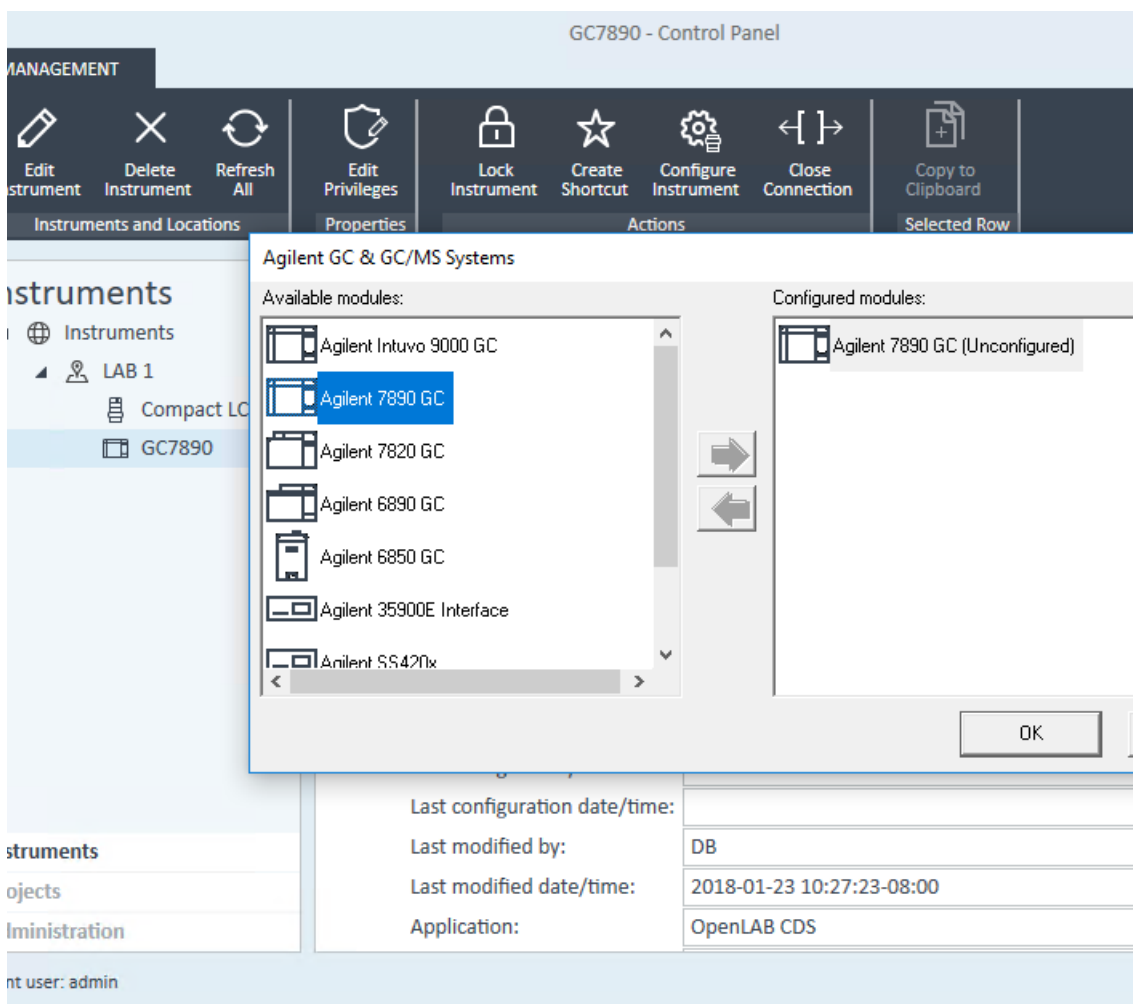 GC7890 - Control Panel
MANAGEMENT
Edit
nstrument
Delete
Instrument
Refresh
All
Edit
Privileges
Lock
Instrument
Create
Shortcut
Configure
Instrument
Close
Connection
Copy to
Clipboard
Instruments and Locations
Properties
Actions
Selected Row
Agilent GC & GC/MS Systems
Available modules:
Agilent Intuvo 9000 GC
Agilent 7890 GC
Agilent 7820 GC
Agilent 6890 GC
Agilent 6850 GC
Agilent 35900E Interface
Agilent SS420x
Configured modules:
Agilent 7890 GC (Unconfigured)
OK
nstruments
Instruments
LAB 1
Compact LC
GC7890
Last configuration date/time:
Last modified by: DB
Last modified date/time: 2018-01-23 10:27:23-08:00
Application: OpenLAB CDS
struments
ojects
dministration
nt user: admin